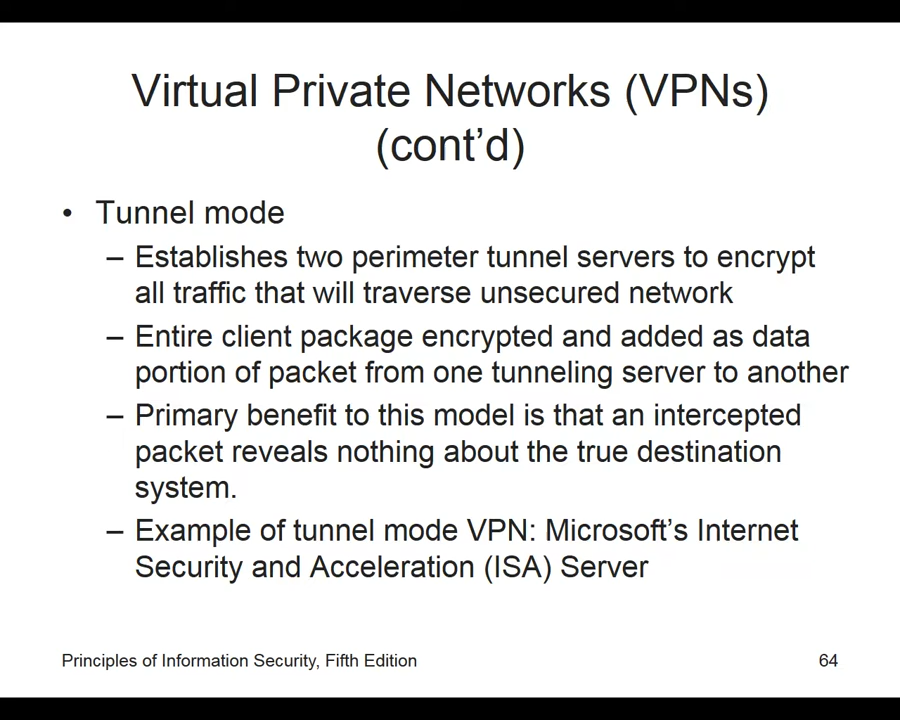 Virtual Private Networks (VPNs)
(cont’d)
• Tunnel mode
– Establishes two perimeter tunnel servers to encrypt
all traffic that will traverse unsecured network
– Entire client package encrypted and added as data
portion of packet from one tunneling server to another
– Primary benefit to this model is that an intercepted
packet reveals nothing about the true destination
system.
– Example of tunnel mode VPN: Microsoft’s Internet
Security and Acceleration (ISA) Server
Principles of Information Security, Fifth Edition
64